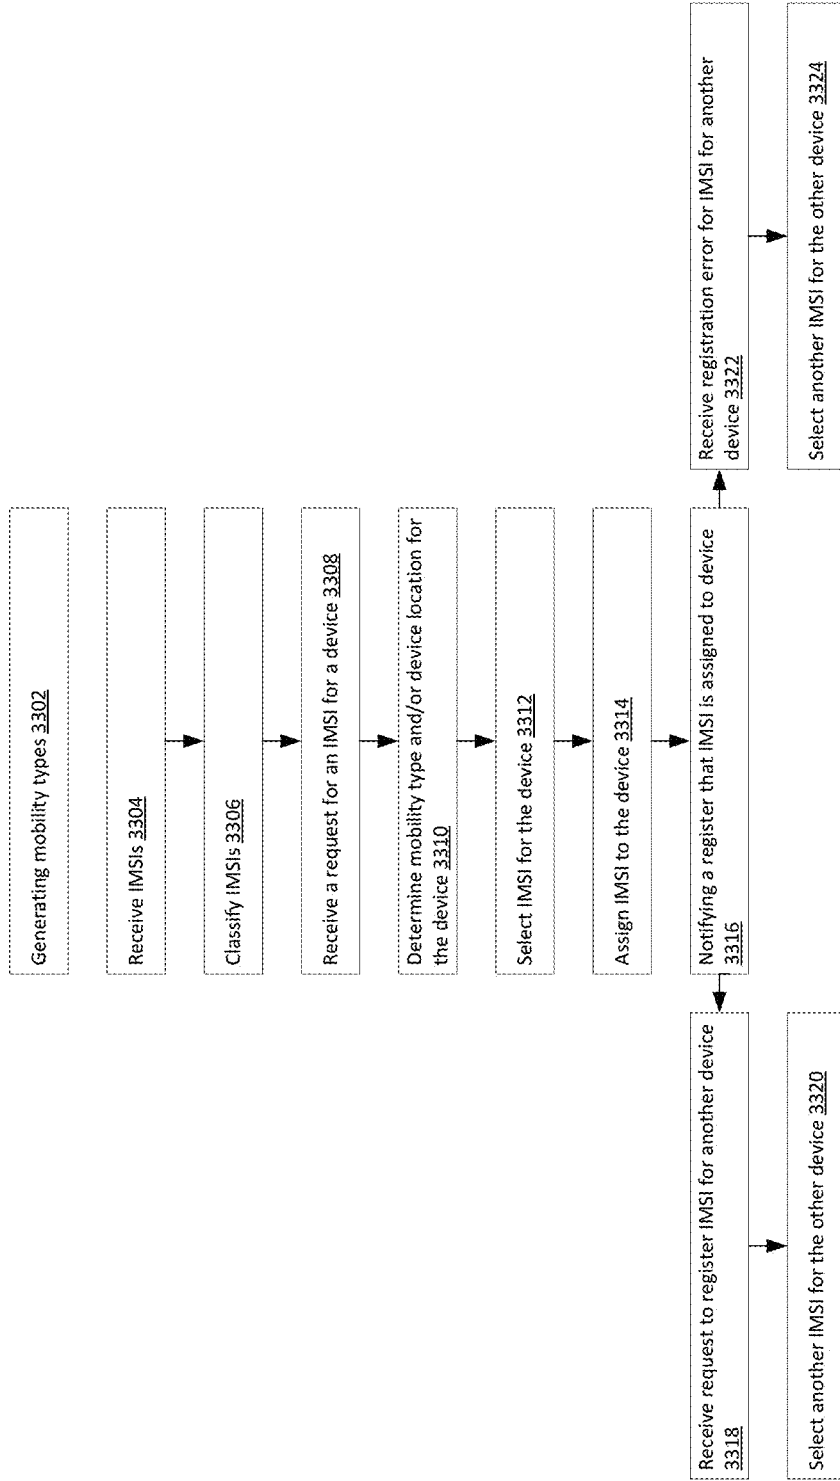 Generating mobility types 3302
Receive IMSIs 3304
Classify IMSIs 3306
Receive a request for an IMSI for a device 3308
Determine mobility type and/or device location for
the device 3310
Select IMSI for the device 3312
Assign IMSI to the device 3314
Notifying a register that IMSI is assigned to device
3316
Receive request to register IMSI for another device
3318
Select another IMSI for the other device 3320
Receive registration error for IMSI for another
device 3322
Select another IMSI for the other device 3324